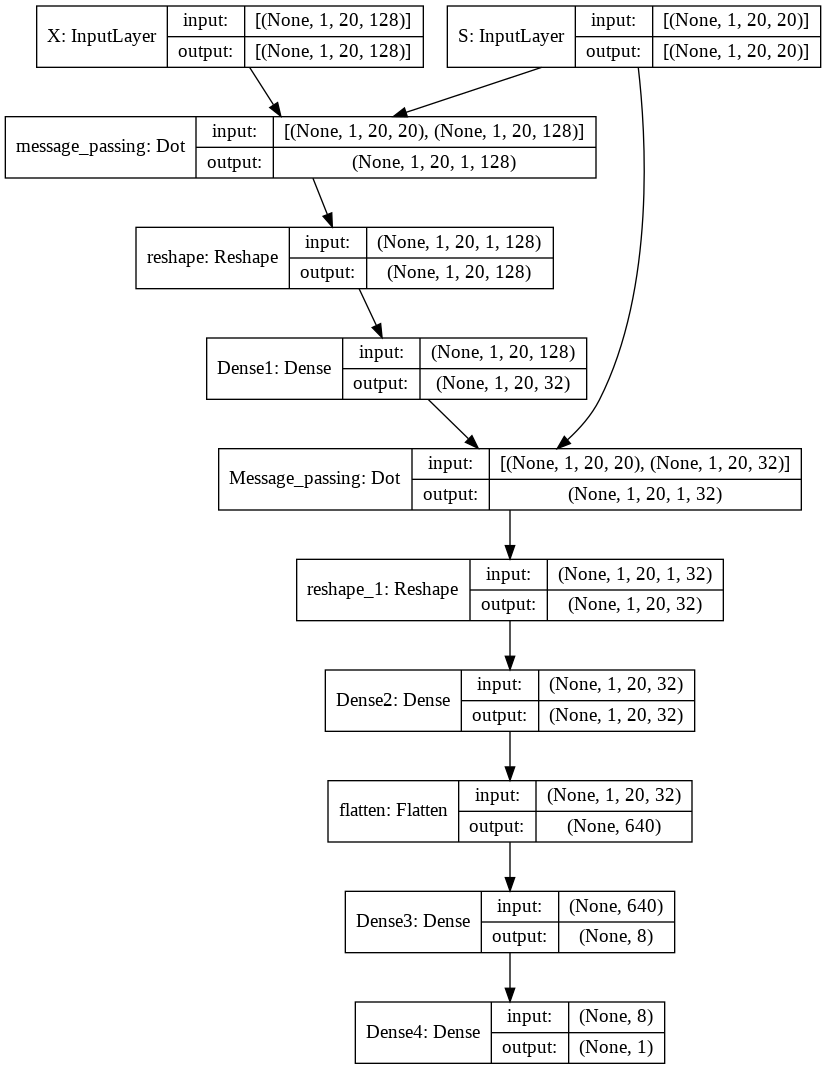 X: InputLayer input: [(None, 1, 20, 128)]
output: [(None, 1, 20, 128)]
S: InputLayer input: [(None, 1, 20, 20)]
output: [(None, 1, 20, 20)]
message_passing: Dot input: [(None, 1, 20, 20), (None, 1, 20, 128)]
output: (None, 1, 20, 1, 128)
reshape: Reshape input: (None, 1, 20, 1, 128)
output: (None, 1, 20, 128)
Dense1: Dense input: (None, 1, 20, 128)
output: (None, 1, 20, 32)
Message_passing: Dot input: [(None, 1, 20, 20), (None, 1, 20, 32)]
output: (None, 1, 20, 1, 32)
reshape_1: Reshape input: (None, 1, 20, 1, 32)
output: (None, 1, 20, 32)
Dense2: Dense input: (None, 1, 20, 32)
output: (None, 1, 20, 32)
flatten: Flatten input: (None, 1, 20, 32)
output: (None, 640)
Dense3: Dense input: (None, 640)
output: (None, 8)
Dense4: Dense input: (None, 8)
output: (None, 1)